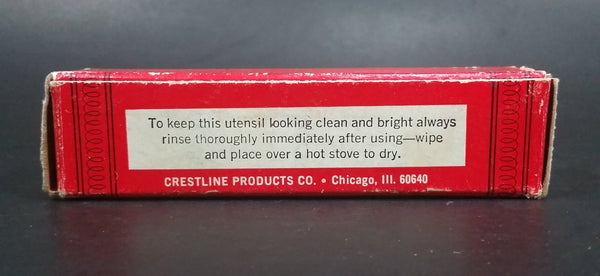 To keep this utensil looking clean and bright always
rinse thoroughly immediately after using—wipe
and place over a hot stove to dry.
CRESTLINE PRODUCTS CO. • Chicago, Ill. 60640